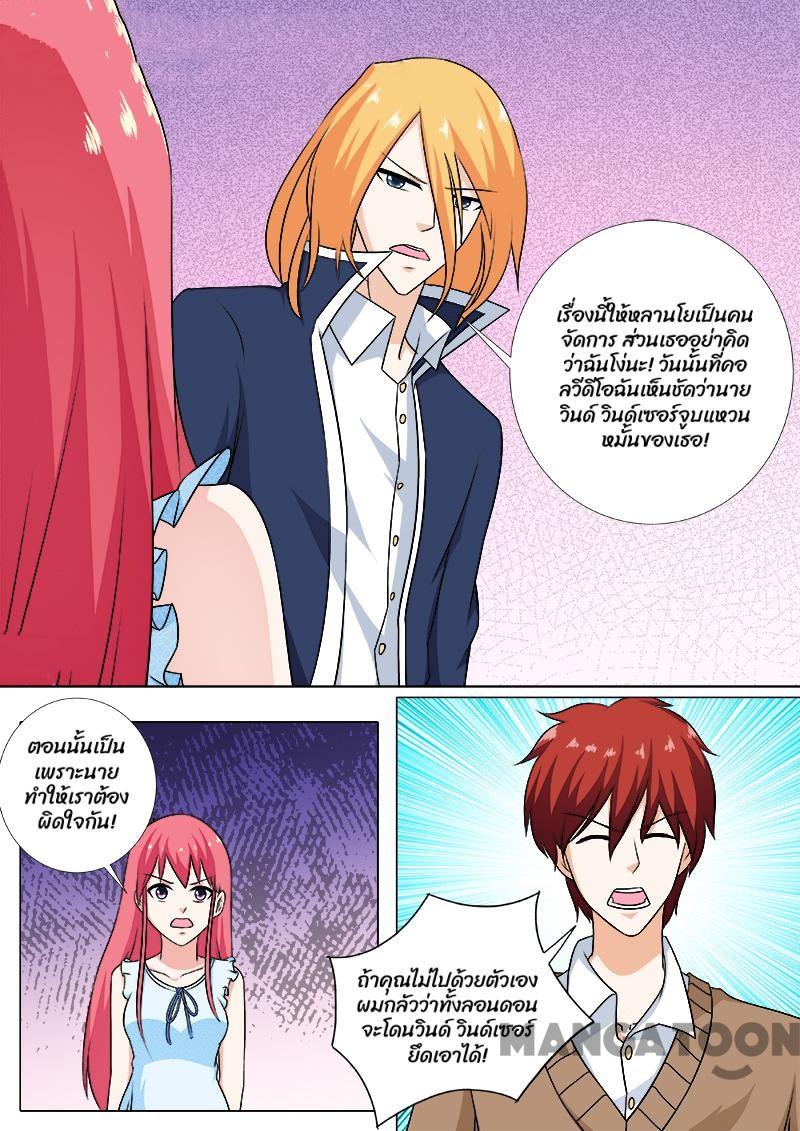 เรื่องนี้ให้หลานโยเป็นคน
จัดการ ส่วนเธออย่าคิด
ว่าฉันโง่นะ! วันนั้นที่คอ
ลวีดีโอฉันเห็นชัดว่านาย
วินด์ วินด์เซอร์จูบแหวน
หมั้นของเธอ!
ตอนนั้นเป็น
เพราะนาย
ทำให้เราต้อง
ผิดใจกัน!
ถ้าคุณไม่ไปด้วยตัวเอง
ผมกลัวว่าทั้งลอนดอน
จะโดนวินด์ วินด์เซอร์
ยึดเอาได้!
MANGATOON